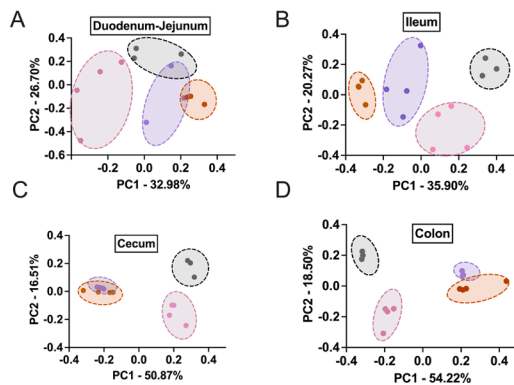 A
Duodenum-Jejunum
0.4
0.2
0.0
-0.2
-0.4
-0.6
PC2 - 26.70%
-0.4 -0.2 0.0 0.2 0.4
PC1 - 32.98%
B
Ileum
0.4
0.2
0.0
-0.2
-0.4
PC2 - 20.27%
-0.4 -0.2 0.0 0.2 0.4
PC1 - 35.90%
C
Cecum
0.4
0.2
0.0
-0.2
-0.4
PC2 - 16.51%
-0.4 -0.2 0.0 0.2 0.4
PC1 - 50.87%
D
Colon
0.4
0.2
0.0
-0.2
-0.4
PC2 - 18.50%
-0.4 -0.2 0.0 0.2 0.4
PC1 - 54.22%